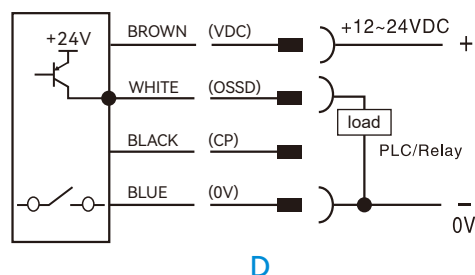 +24V
BROWN (VDC) +12~24VDC +
WHITE (OSSD)
load
BLACK (CP) PLC/Relay
BLUE (0V) −
0V
D